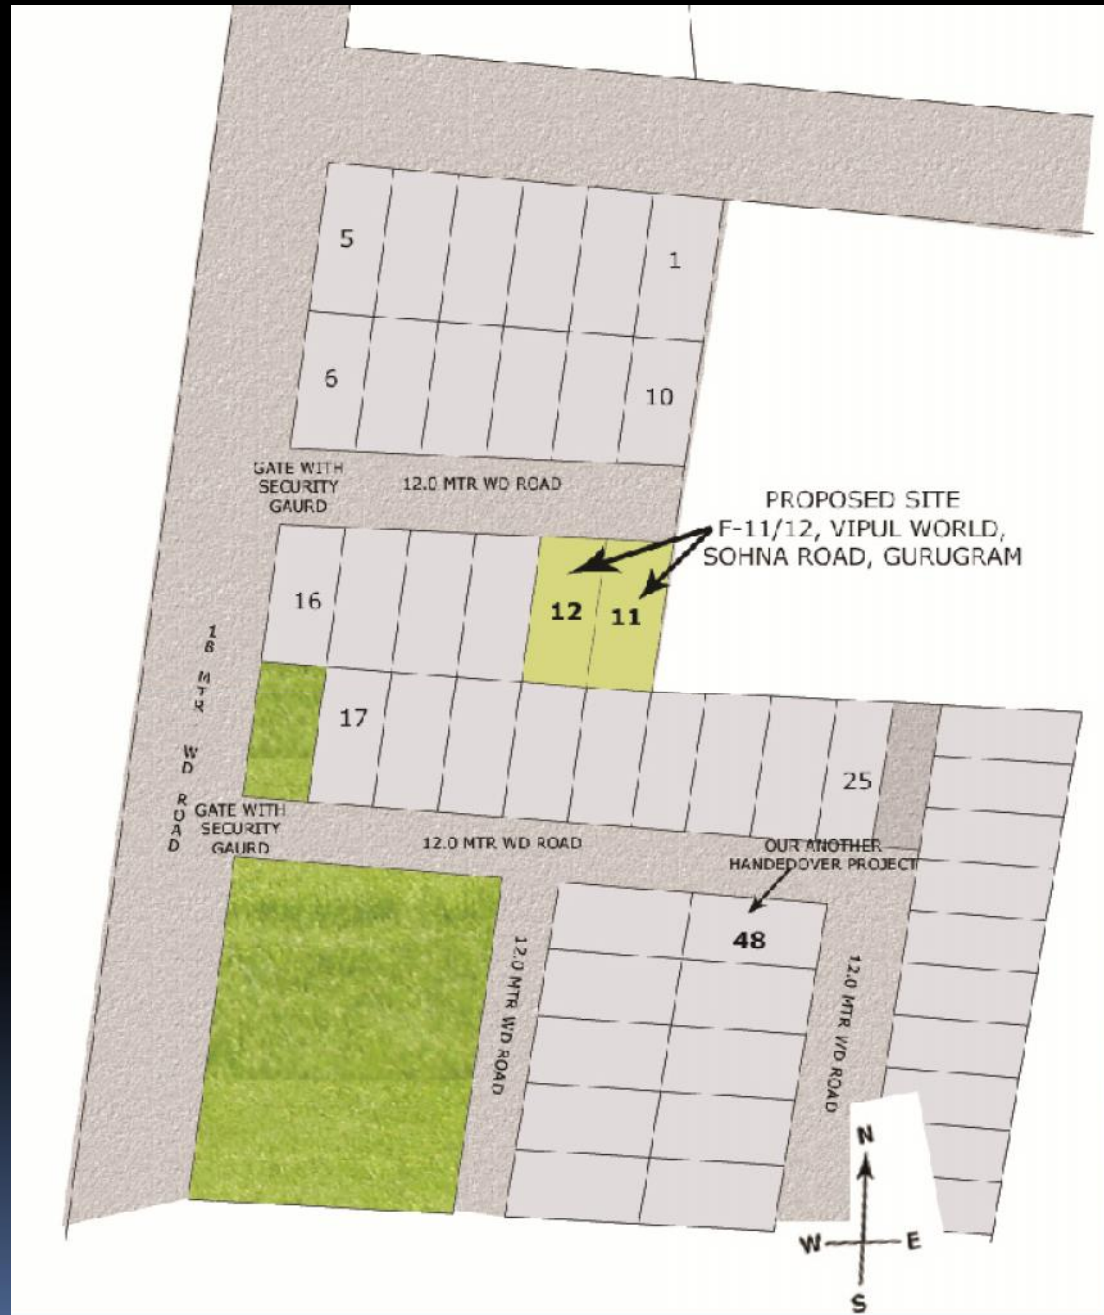 5
1
6
10
GATE WITH
SECURITY
GAURD
12.0 MTR WD ROAD
PROPOSED SITE
F-11/12, VIPUL WORLD,
SOHNA ROAD, GURUGRAM
16
12
11
18 MTR WD ROAD
17
25
GATE WITH
SECURITY
GAURD
12.0 MTR WD ROAD
OUR ANOTHER
HANDEDOVER PROJECT
48
12.0 MTR WD ROAD
12.0 MTR WD ROAD
N
W
E
S